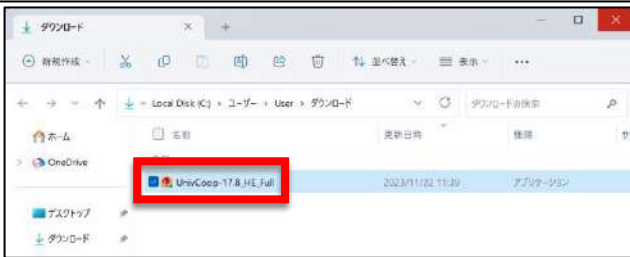 ダウンロード
新規作成
並べ替え
表示
Local Disk (C:) › ユーザー › User › ダウンロード
ダウンロードの検索
ホーム
名前
更新日時
種類
OneDrive
UnivCoop-17.8_HE_Full
2023/11/22 11:39
アプリケーション
デスクトップ
ダウンロード